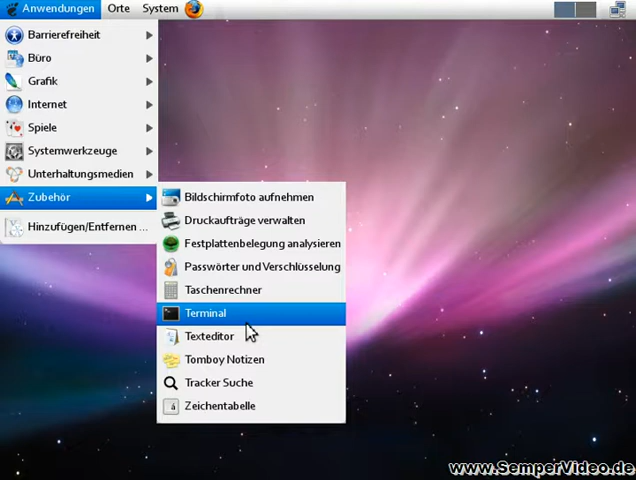 Anwendungen Orte System
Barrierefreiheit
Büro
Grafik
Internet
Spiele
Systemwerkzeuge
Unterhaltungsmedien
Zubehör
Hinzufügen/Entfernen ...
Bildschirmfoto aufnehmen
Druckaufträge verwalten
Festplattenbelegung analysieren
Passwörter und Verschlüsselung
Taschenrechner
Terminal
Texteditor
Tomboy Notizen
Tracker Suche
Zeichentabelle
www.SemperVideo.de